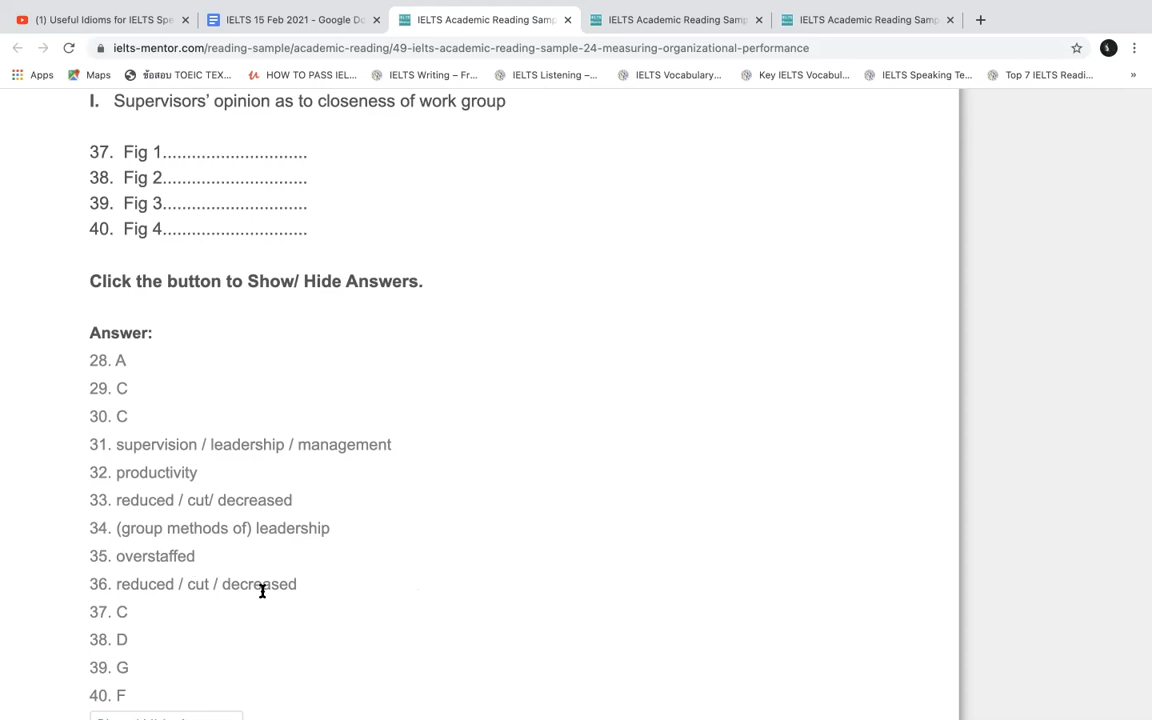 (1) Useful Idioms for IELTS Spe
IELTS 15 Feb 2021 - Google Do
IELTS Academic Reading Samp
IELTS Academic Reading Samp
IELTS Academic Reading Samp
ielts-mentor.com/reading-sample/academic-reading/49-ielts-academic-reading-sample-24-measuring-organizational-performance
Apps
Maps
ข้อสอบ TOEIC TEX...
HOW TO PASS IEL...
IELTS Writing – Fr...
IELTS Listening –...
IELTS Vocabulary...
Key IELTS Vocabul...
IELTS Speaking Te...
Top 7 IELTS Readi...
»
I. Supervisors' opinion as to closeness of work group
37. Fig 1..............................
38. Fig 2..............................
39. Fig 3..............................
40. Fig 4..............................
Click the button to Show/ Hide Answers.
Answer:
28. A
29. C
30. C
31. supervision / leadership / management
32. productivity
33. reduced / cut/ decreased
34. (group methods of) leadership
35. overstaffed
36. reduced / cut / decreased
37. C
38. D
39. G
40. F